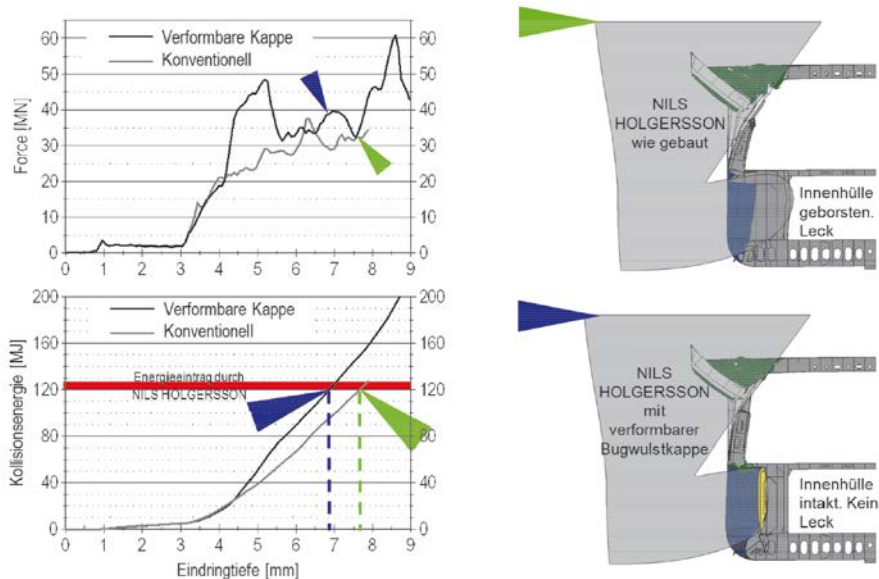 Force [MN]
60
50
40
30
20
10
0
Verformbare Kappe
Konventionell
60
50
40
30
20
10
0
0 1 2 3 4 5 6 7 8 9
Kollisionsenergie [MJ]
200
160
120
80
40
0
Verformbare Kappe
Konventionell
Energieeintrag durch
NILS HOLGERSSON
200
160
120
80
40
0
0 1 2 3 4 5 6 7 8 9
Eindringtiefe [mm]
NILS
HOLGERSSON
wie gebaut
Innenhülle
geborsten.
Leck
NILS
HOLGERSSON
mit
verformbarer
Bugwulstkappe
Innenhülle
intakt. Kein
Leck